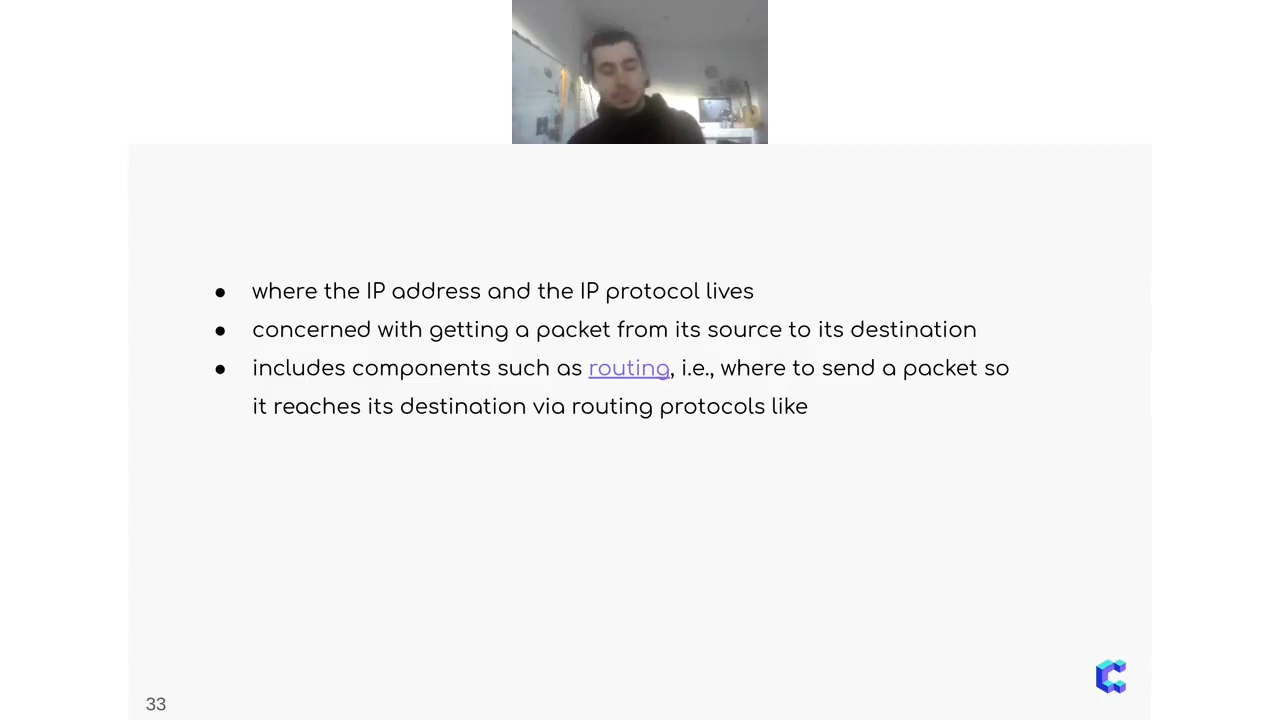 ● where the IP address and the IP protocol lives
● concerned with getting a packet from its source to its destination
● includes components such as routing, i.e., where to send a packet so
it reaches its destination via routing protocols like
33